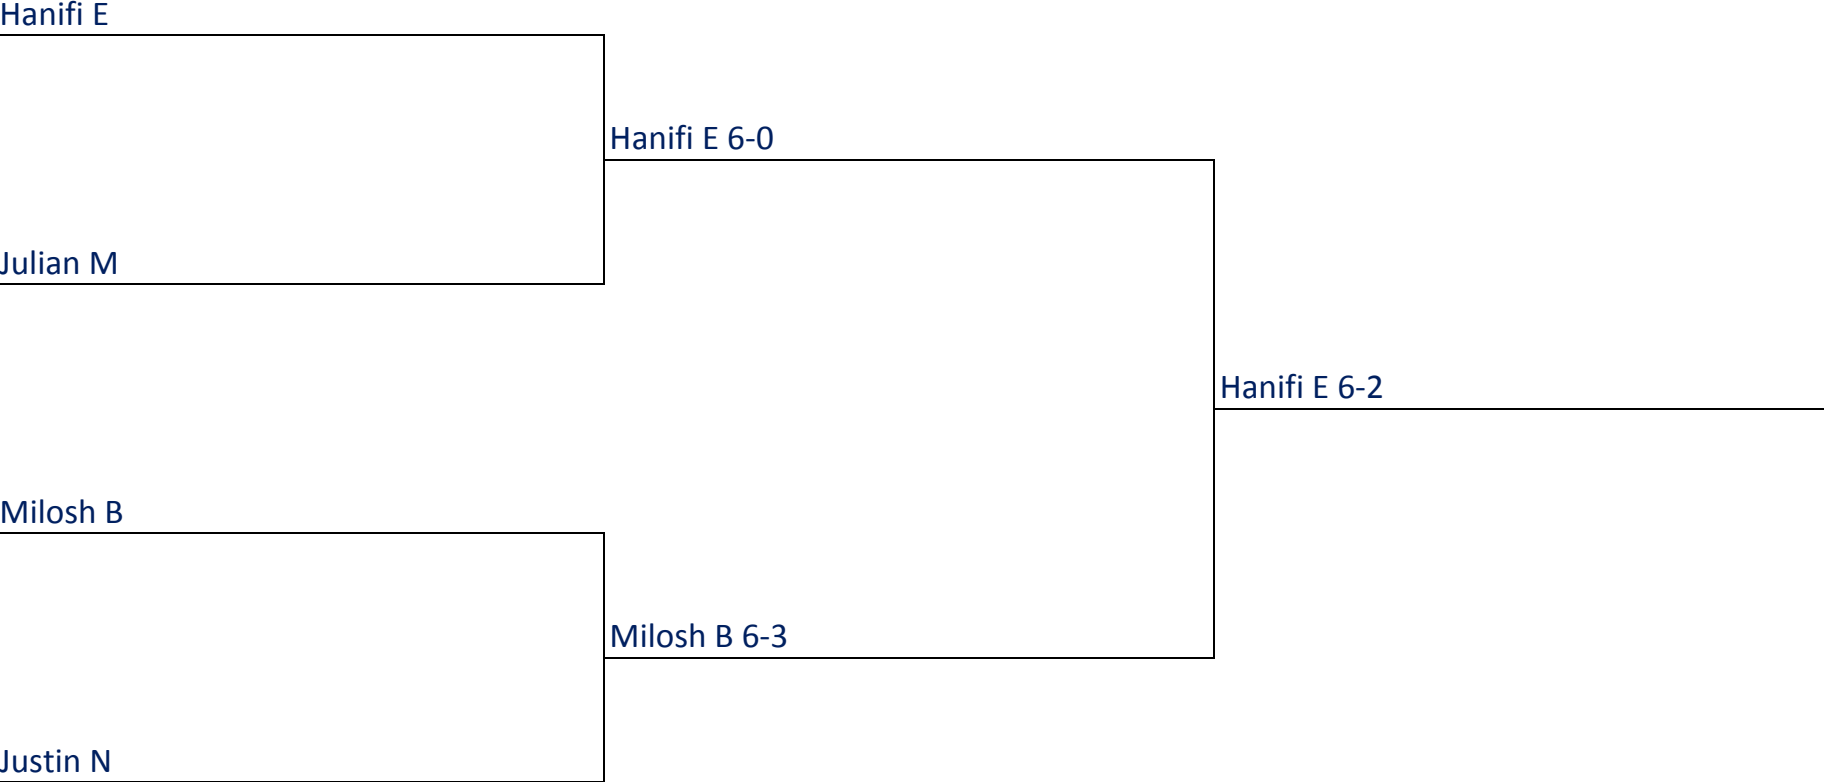 Hanifi E
Hanifi E 6-0
Julian M
Hanifi E 6-2
Milosh B
Milosh B 6-3
Justin N